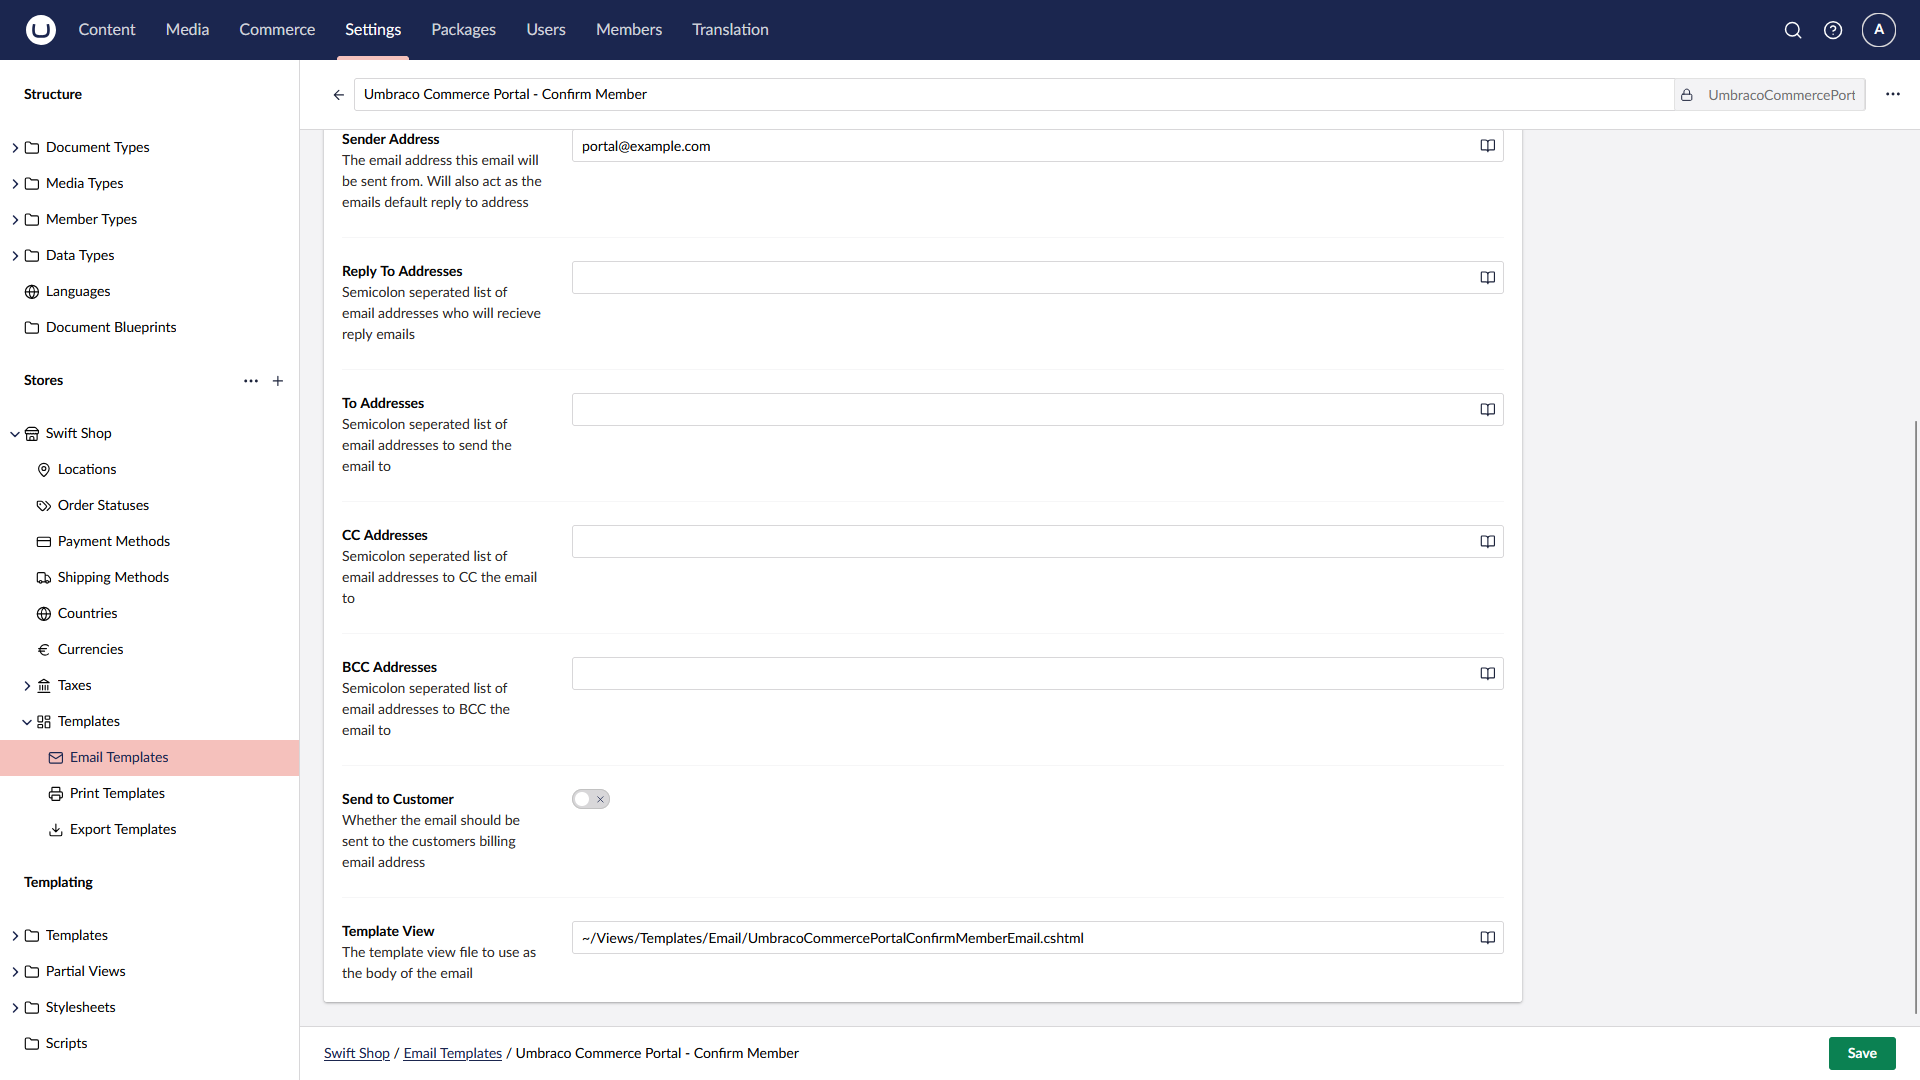 Content
Media
Commerce
Settings
Packages
Users
Members
Translation
A
Structure
Document Types
Media Types
Member Types
Data Types
Languages
Document Blueprints
Stores
Swift Shop
Locations
Order Statuses
Payment Methods
Shipping Methods
Countries
Currencies
Taxes
Templates
Email Templates
Print Templates
Export Templates
Templating
Templates
Partial Views
Stylesheets
Scripts
Umbraco Commerce Portal - Confirm Member
UmbracoCommercePort
Sender Address
The email address this email will
be sent from. Will also act as the
emails default reply to address
portal@example.com
Reply To Addresses
Semicolon seperated list of
email addresses who will recieve
reply emails
To Addresses
Semicolon seperated list of
email addresses to send the
email to
CC Addresses
Semicolon seperated list of
email addresses to CC the email
to
BCC Addresses
Semicolon seperated list of
email addresses to BCC the
email to
Send to Customer
Whether the email should be
sent to the customers billing
email address
Template View
The template view file to use as
the body of the email
~/Views/Templates/Email/UmbracoCommercePortalConfirmMemberEmail.cshtml
Swift Shop / Email Templates / Umbraco Commerce Portal - Confirm Member
Save